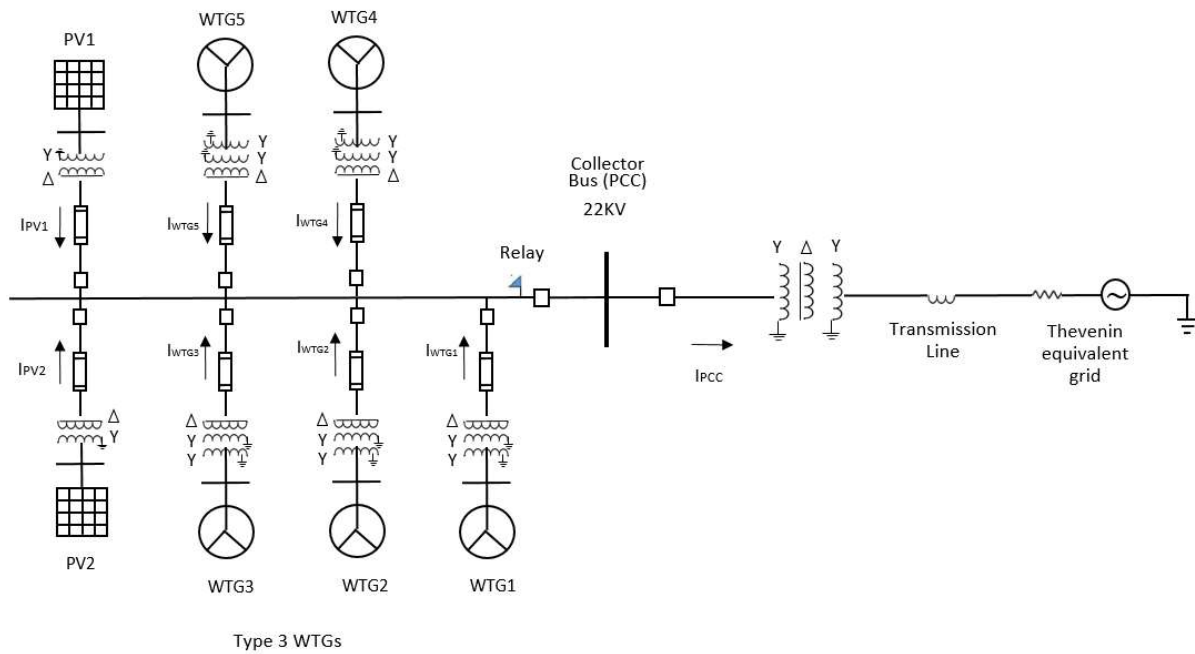 WTG5
WTG4
PV1
Y
Δ
Y
Y
Δ
Y
Y
Δ
IPV1
IWTG5
IWTG4
Collector
Bus (PCC)
22KV
Relay
Y Δ Y
IPV2
IWTG3
IWTG2
IWTG1
IPCC
Transmission
Line
Thevenin
equivalent
grid
Δ
Y
Δ
Y
Y
Δ
Y
Y
Δ
Y
Y
PV2
WTG3
WTG2
WTG1
Type 3 WTGs